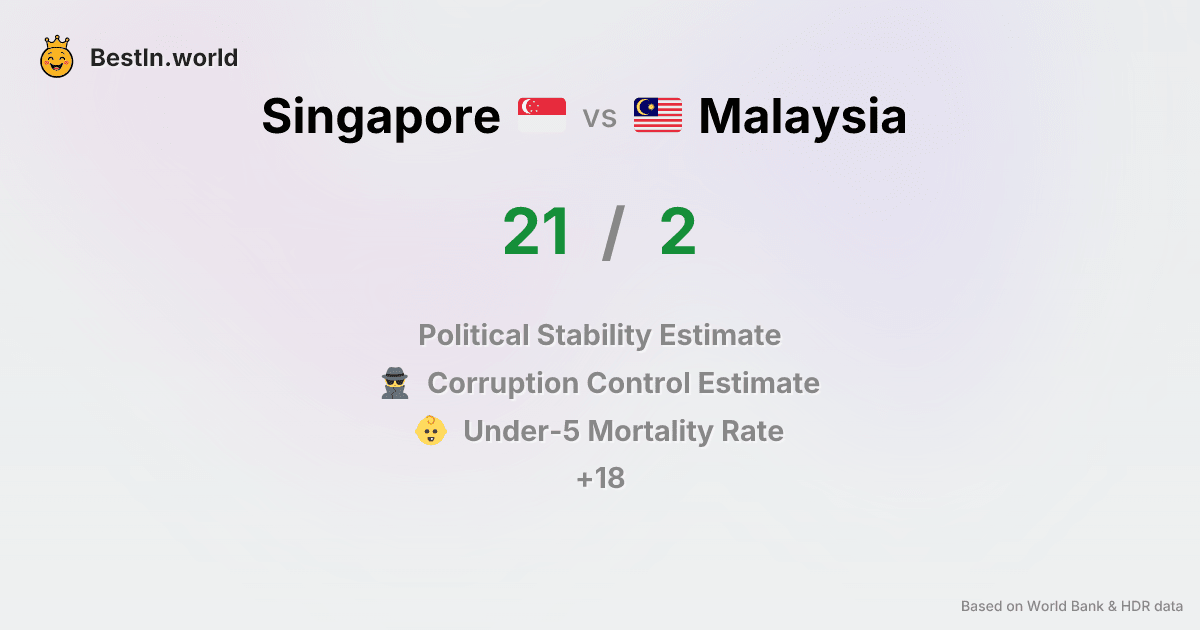 BestIn.world
Singapore vs Malaysia
21 / 2
Political Stability Estimate
Corruption Control Estimate
Under-5 Mortality Rate
+18
Based on World Bank & HDR data